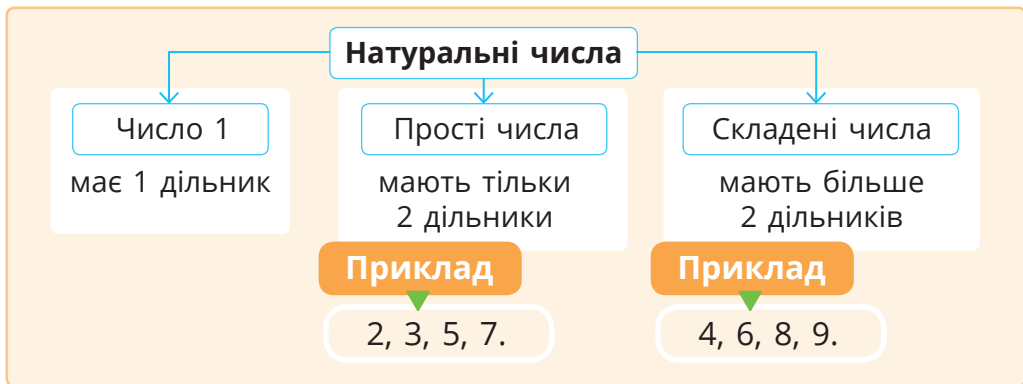 Натуральні числа
Число 1
має 1 дільник
Прості числа
мають тільки
2 дільники
Приклад
2, 3, 5, 7.
Складені числа
мають більше
2 дільників
Приклад
4, 6, 8, 9.